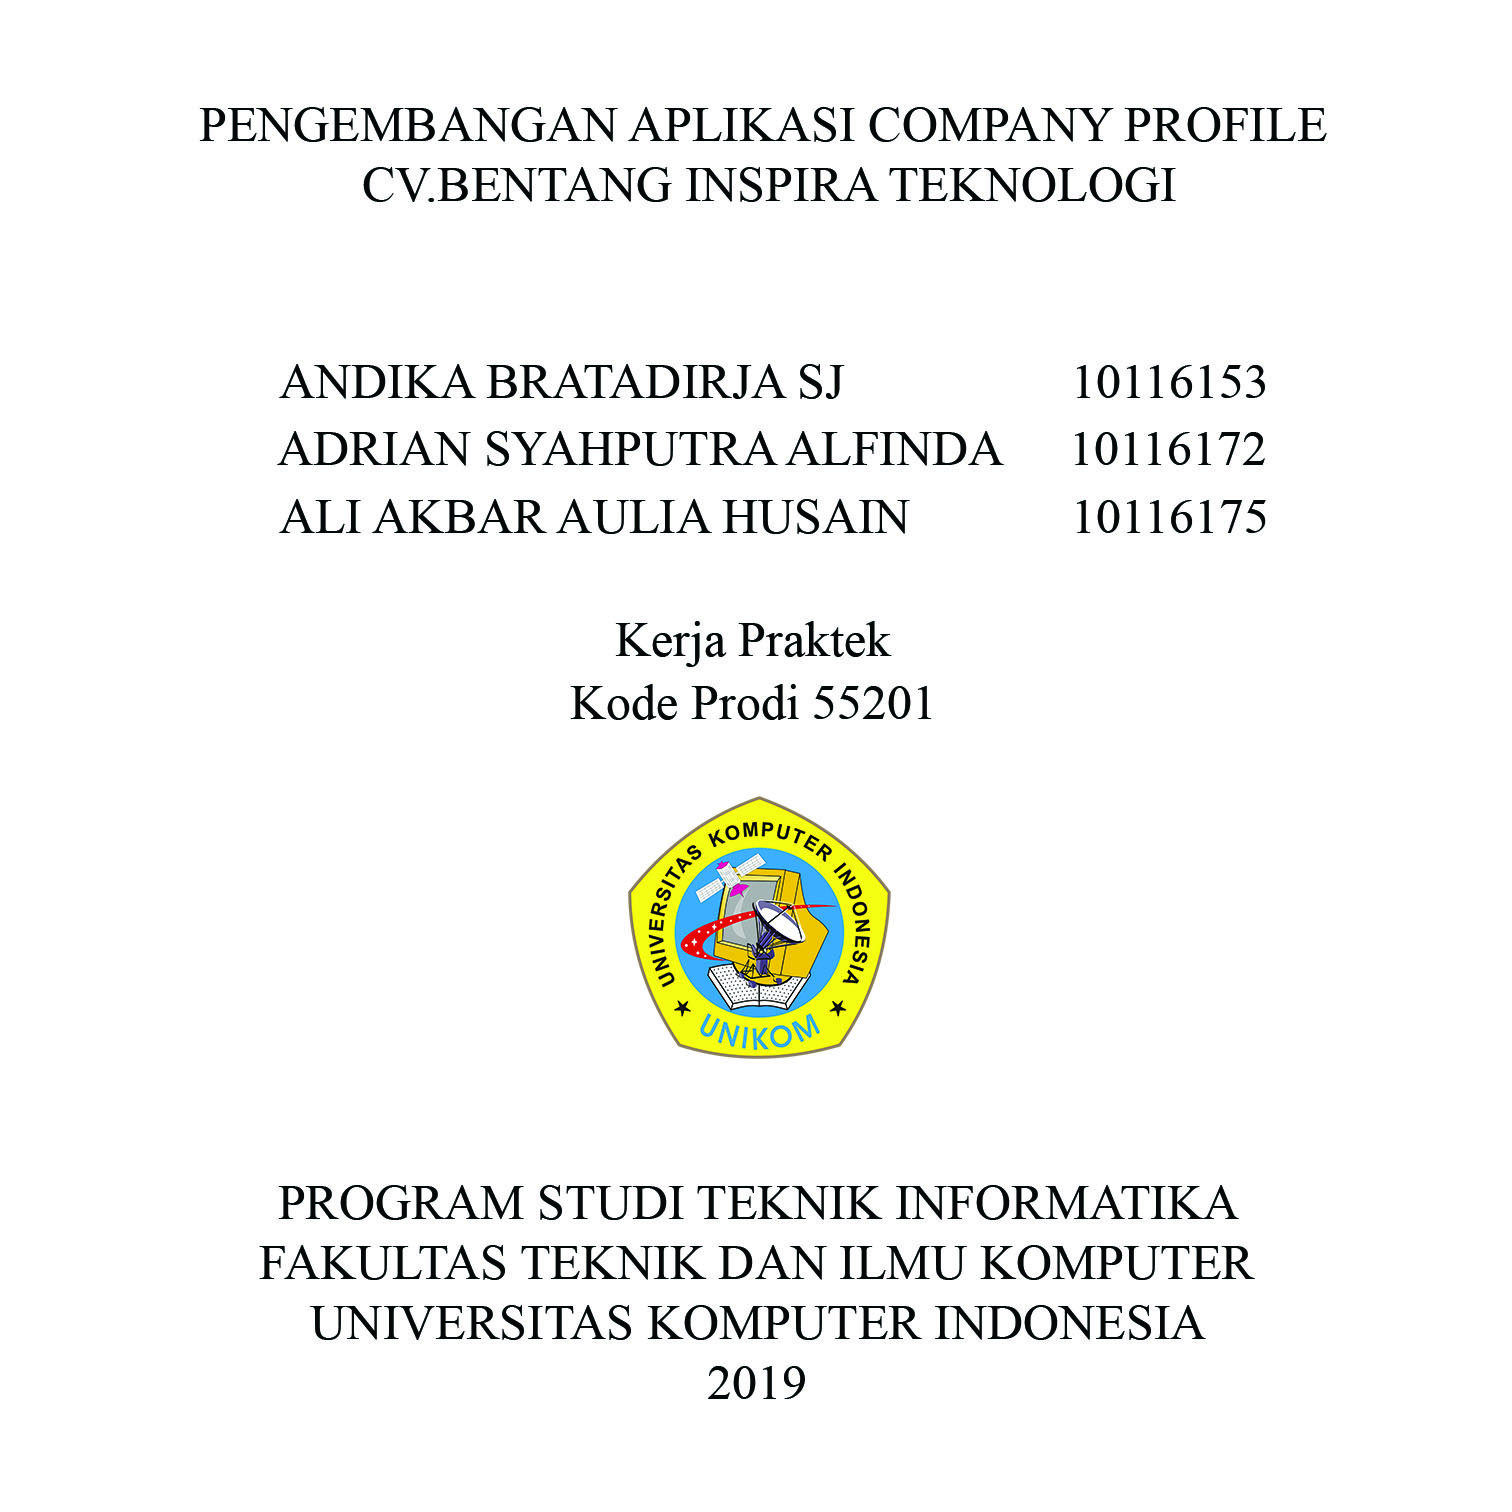 PENGEMBANGAN APLIKASI COMPANY PROFILE
CV.BENTANG INSPIRA TEKNOLOGI
ANDIKA BRATADIRJA SJ 10116153
ADRIAN SYAHPUTRA ALFINDA 10116172
ALI AKBAR AULIA HUSAIN 10116175
Kerja Praktek
Kode Prodi 55201
UNIVERSITAS KOMPUTER INDONESIA
UNIKOM
PROGRAM STUDI TEKNIK INFORMATIKA
FAKULTAS TEKNIK DAN ILMU KOMPUTER
UNIVERSITAS KOMPUTER INDONESIA
2019